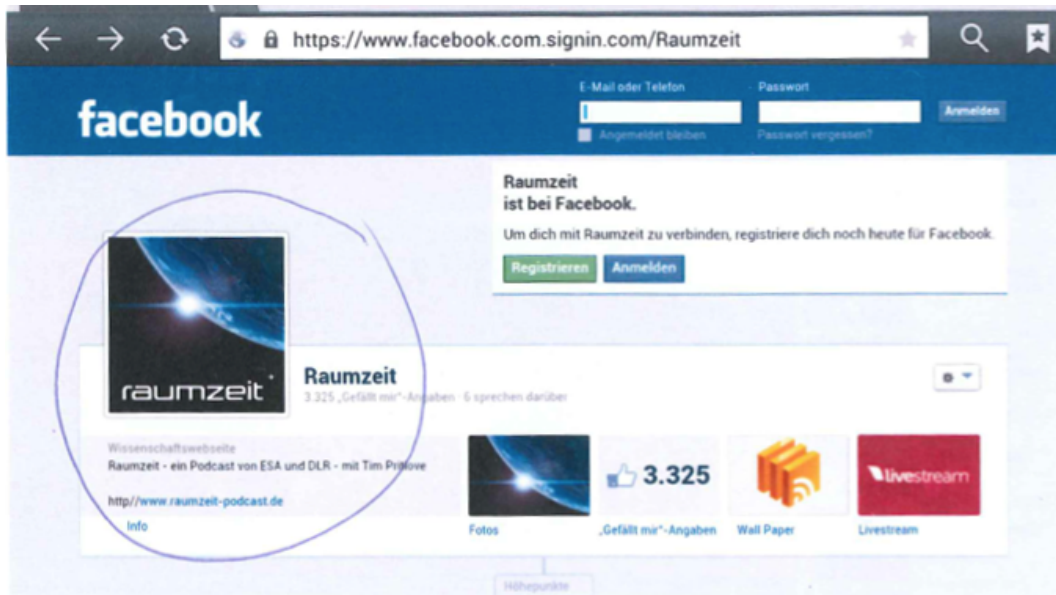 https://www.facebook.com.signin.com/Raumzeit
facebook
E-Mail oder Telefon
Passwort
Anmelden
Angemeldet bleiben
Passwort vergessen?
Raumzeit
ist bei Facebook.
Um dich mit Raumzeit zu verbinden, registriere dich noch heute für Facebook.
Registrieren
Anmelden
raumzeit
Raumzeit
3.325 „Gefällt mir“-Angaben · 6 sprechen darüber
Wissenschaftswebseite
Raumzeit - ein Podcast von ESA und DLR - mit Tim Pritlove
http//www.raumzeit-podcast.de
Info
3.325
livestream
Fotos
„Gefällt mir“-Angaben
Wall Paper
Livestream
Höhepunkte